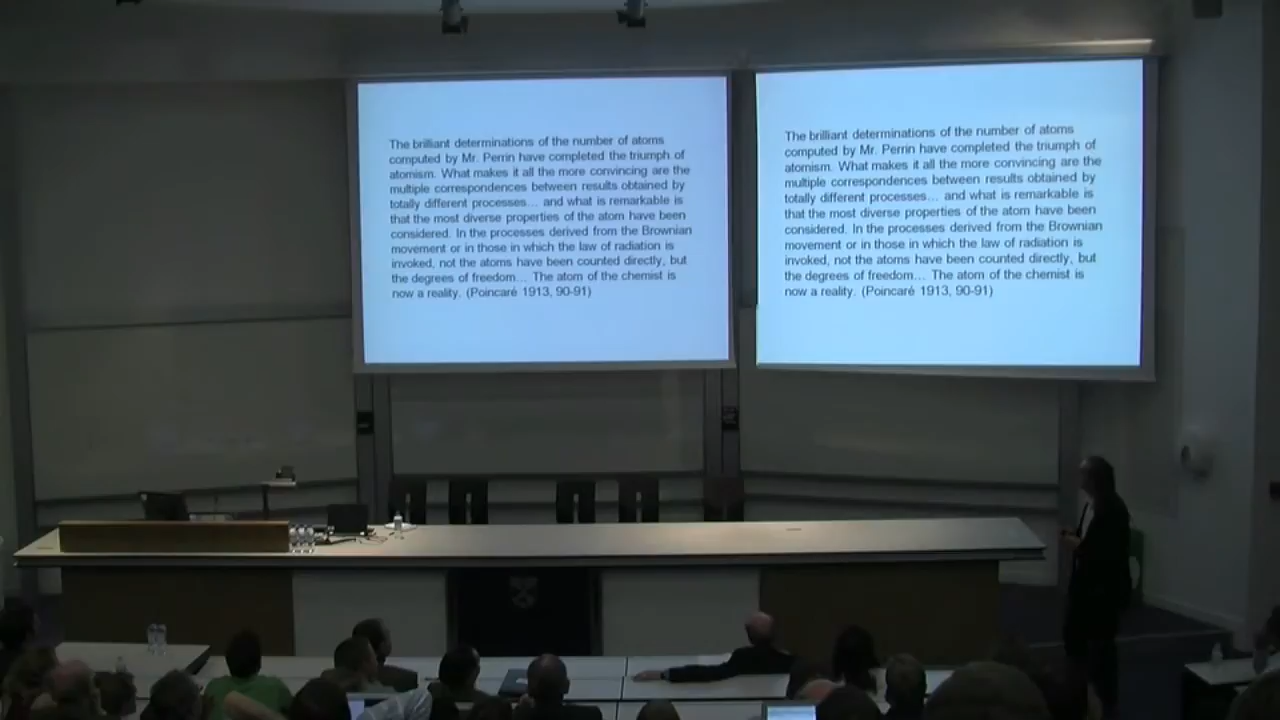 The brilliant determinations of the number of atoms
computed by Mr. Perrin have completed the triumph of
atomism. What makes it all the more convincing are the
multiple correspondences between results obtained by
totally different processes... and what is remarkable is
that the most diverse properties of the atom have been
considered. In the processes derived from the Brownian
movement or in those in which the law of radiation is
invoked, not the atoms have been counted directly, but
the degrees of freedom... The atom of the chemist is
now a reality. (Poincaré 1913, 90-91)
The brilliant determinations of the number of atoms
computed by Mr. Perrin have completed the triumph of
atomism. What makes it all the more convincing are the
multiple correspondences between results obtained by
totally different processes... and what is remarkable is
that the most diverse properties of the atom have been
considered. In the processes derived from the Brownian
movement or in those in which the law of radiation is
invoked, not the atoms have been counted directly, but
the degrees of freedom... The atom of the chemist is
now a reality. (Poincaré 1913, 90-91)